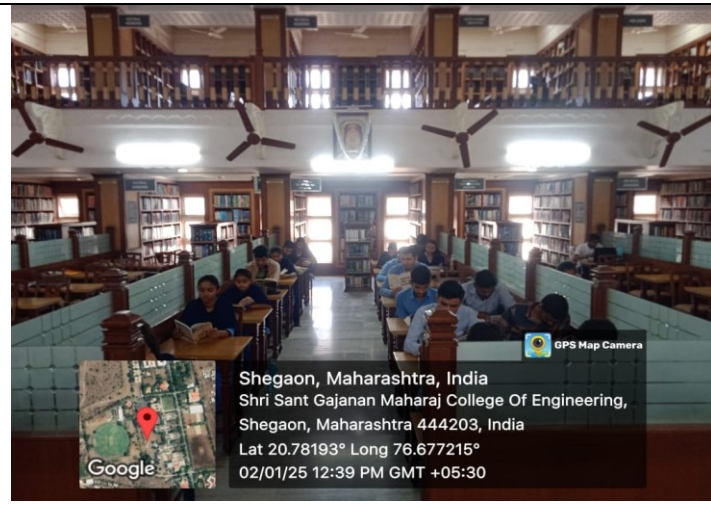 GPS Map Camera
Shegaon, Maharashtra, India
Shri Sant Gajanan Maharaj College Of Engineering,
Shegaon, Maharashtra 444203, India
Lat 20.78193° Long 76.677215°
02/01/25 12:39 PM GMT +05:30
Google